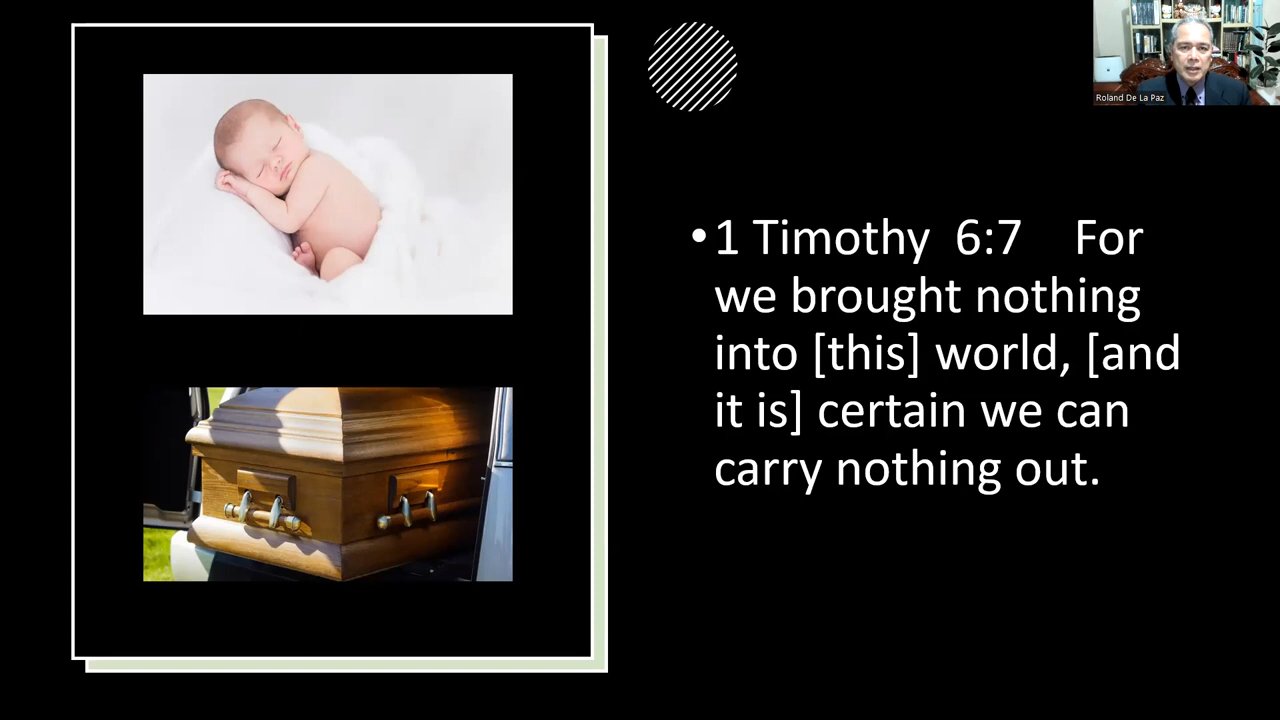 Roland De La Paz
•1 Timothy  6:7    For
we brought nothing
into [this] world, [and
it is] certain we can
carry nothing out.